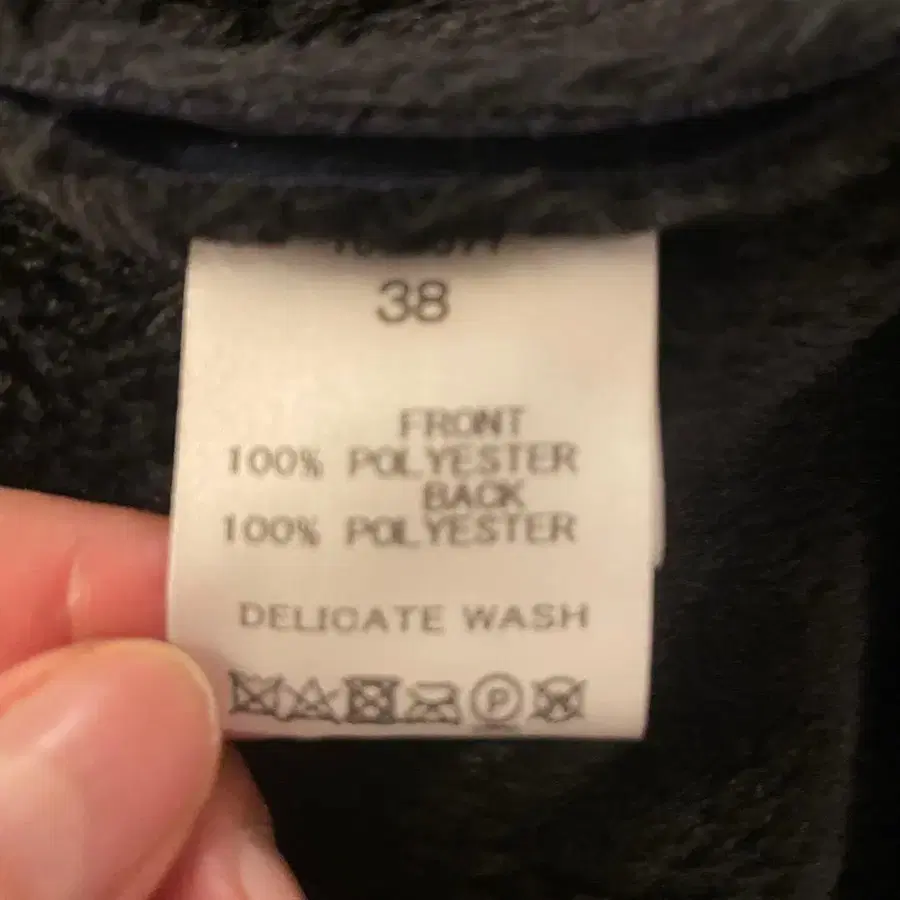 38
FRONT
100% POLYESTER
BACK
100% POLYESTER
DELICATE WASH
P